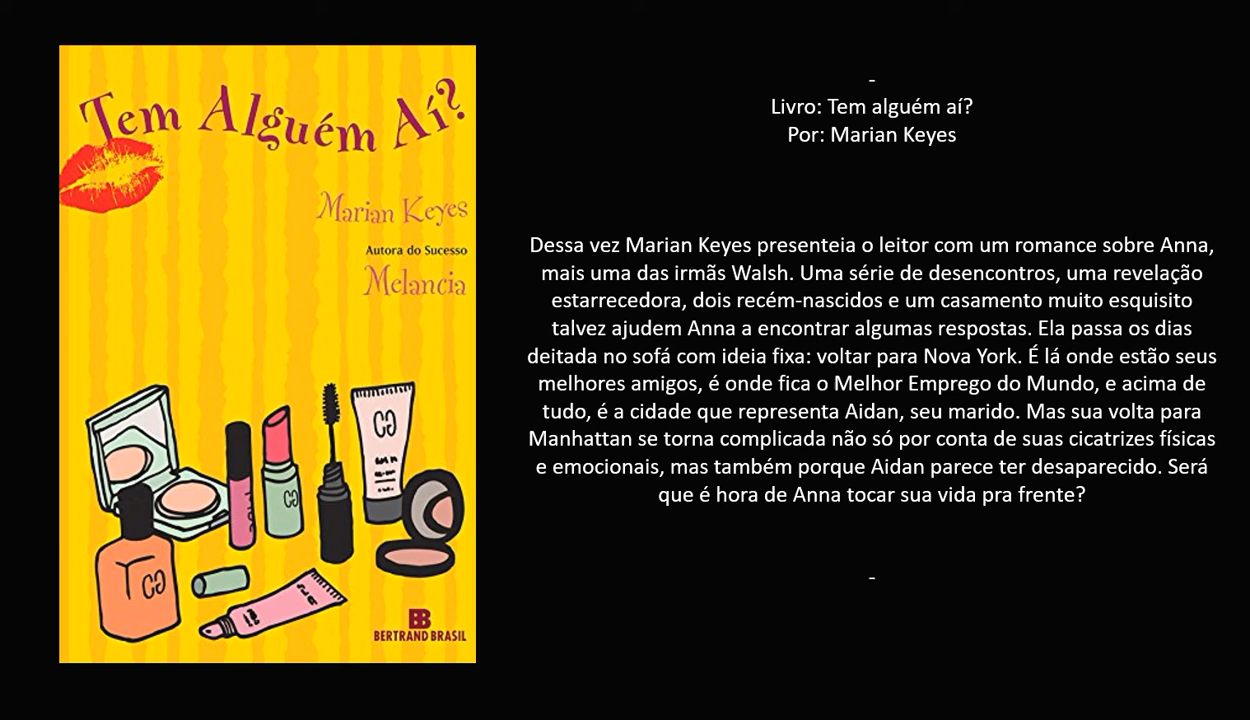 Tem Alguém Aí?
Marian Keyes
Autora do Sucesso
Melancia
BB
BERTRAND BRASIL
-
Livro: Tem alguém aí?
Por: Marian Keyes
Dessa vez Marian Keyes presenteia o leitor com um romance sobre Anna,
mais uma das irmãs Walsh. Uma série de desencontros, uma revelação
estarrecedora, dois recém-nascidos e um casamento muito esquisito
talvez ajudem Anna a encontrar algumas respostas. Ela passa os dias
deitada no sofá com ideia fixa: voltar para Nova York. É lá onde estão seus
melhores amigos, é onde fica o Melhor Emprego do Mundo, e acima de
tudo, é a cidade que representa Aidan, seu marido. Mas sua volta para
Manhattan se torna complicada não só por conta de suas cicatrizes físicas
e emocionais, mas também porque Aidan parece ter desaparecido. Será
que é hora de Anna tocar sua vida pra frente?
-